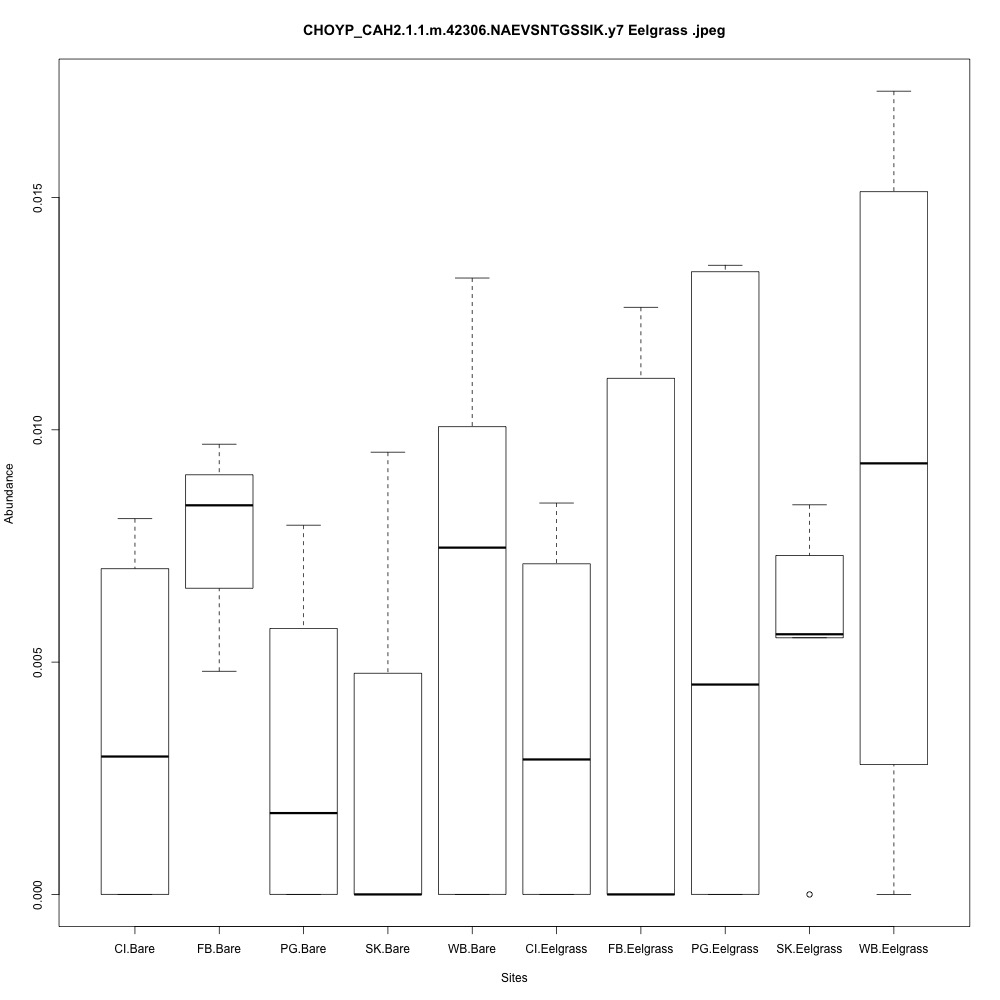 CHOYP_CAH2.1.1.m.42306.NAEVSNTGSSIK.y7 Eelgrass .jpeg
Abundance
0.015
0.010
0.005
0.000
CI.Bare FB.Bare PG.Bare SK.Bare WB.Bare CI.Eelgrass FB.Eelgrass PG.Eelgrass SK.Eelgrass WB.Eelgrass
Sites